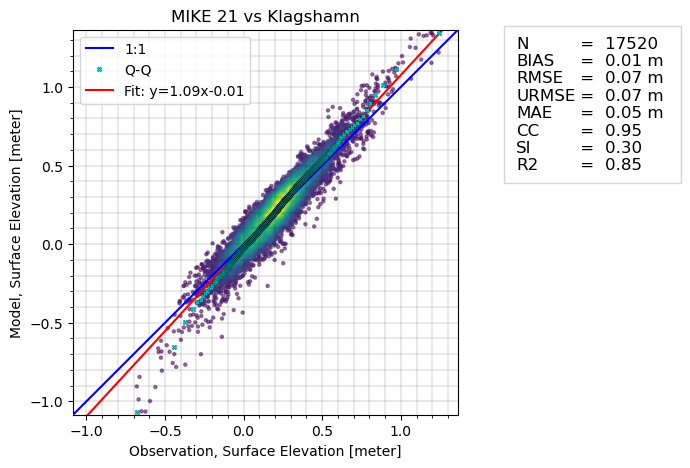 MIKE 21 vs Klagshamn
1:1
Q-Q
Fit: y=1.09x-0.01
N = 17520
BIAS = 0.01 m
RMSE = 0.07 m
URMSE = 0.07 m
MAE = 0.05 m
CC = 0.95
SI = 0.30
R2 = 0.85
Model, Surface Elevation [meter]
1.0
0.5
0.0
−0.5
−1.0
−1.0 −0.5 0.0 0.5 1.0
Observation, Surface Elevation [meter]